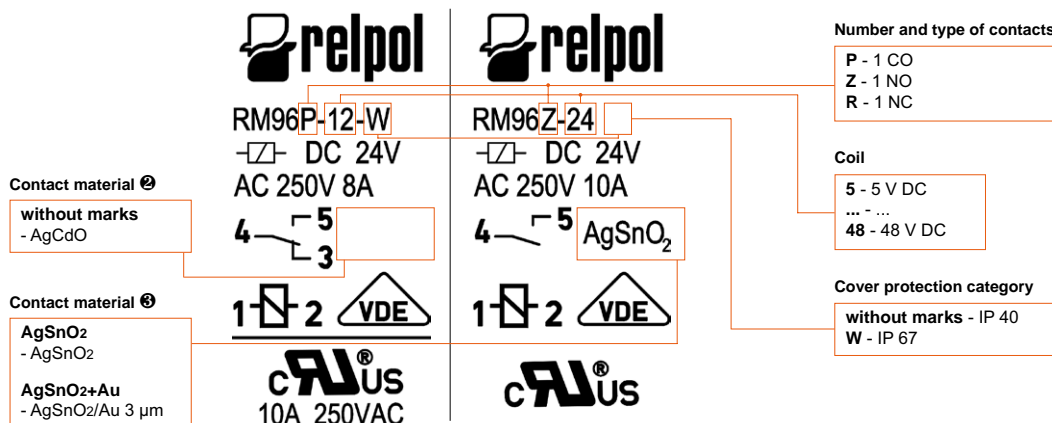 relpol
RM96P-12-W
DC 24V
AC 250V 8A
4 5
3
1 2 VDE
c RU ® US
10A 250VAC
relpol
RM96Z-24
DC 24V
AC 250V 10A
4 5 AgSnO2
1 2 VDE
c RU ® US
Contact material ❷
without marks
- AgCdO
Contact material ❸
AgSnO2
- AgSnO2
AgSnO2+Au
- AgSnO2/Au 3 μm
Number and type of contacts
P - 1 CO
Z - 1 NO
R - 1 NC
Coil
5 - 5 V DC
... - ...
48 - 48 V DC
Cover protection category
without marks - IP 40
W - IP 67